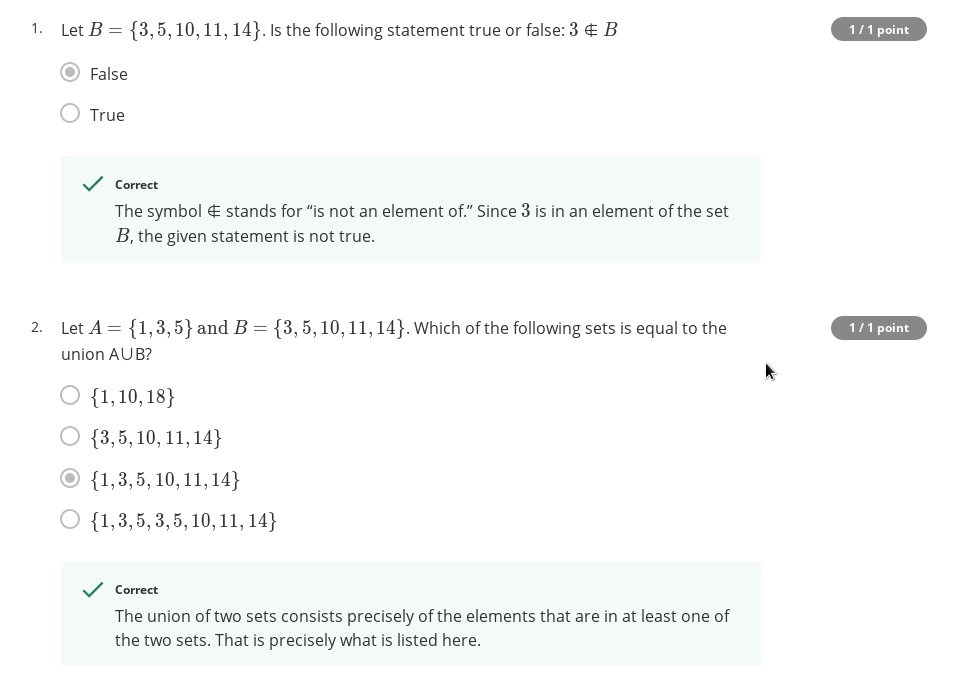 1. Let B = {3, 5, 10, 11, 14}. Is the following statement true or false: 3 ∉ B
1 / 1 point
False
True
Correct
The symbol ∉ stands for “is not an element of.” Since 3 is in an element of the set
B, the given statement is not true.
2. Let A = {1, 3, 5} and B = {3, 5, 10, 11, 14}. Which of the following sets is equal to the
1 / 1 point
union A∪B?
{1, 10, 18}
{3, 5, 10, 11, 14}
{1, 3, 5, 10, 11, 14}
{1, 3, 5, 3, 5, 10, 11, 14}
Correct
The union of two sets consists precisely of the elements that are in at least one of
the two sets. That is precisely what is listed here.